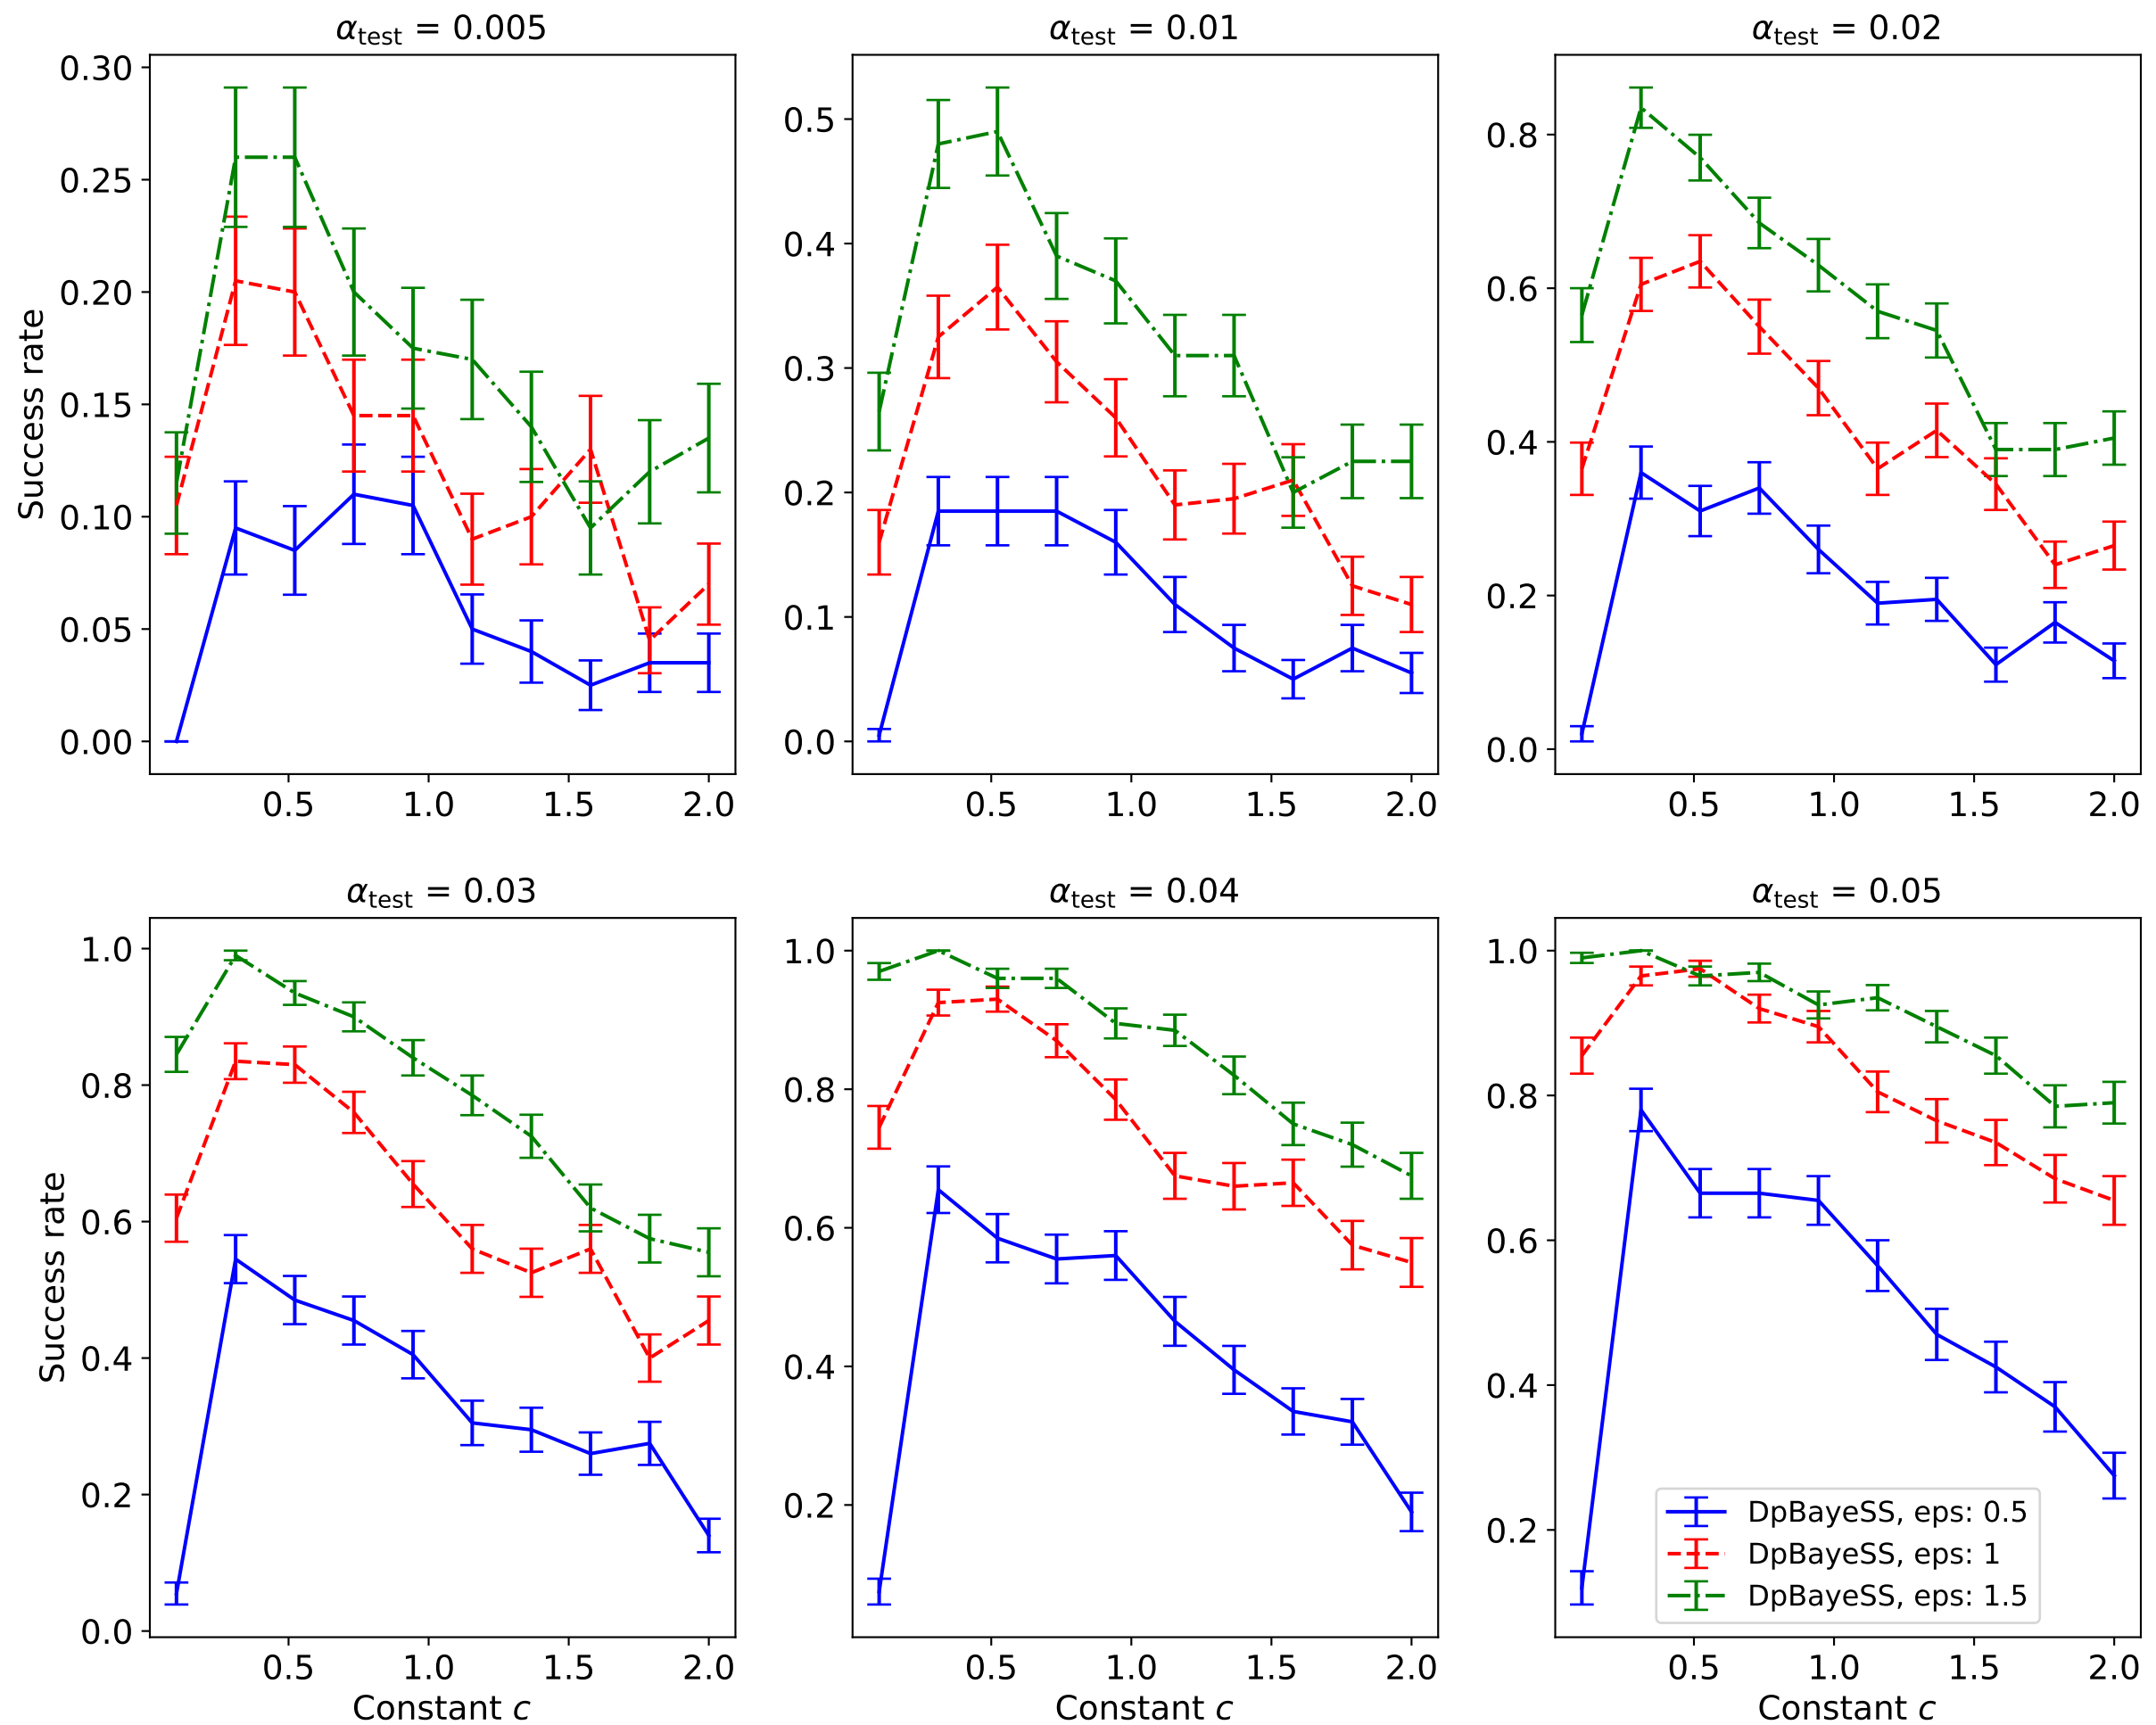 α_test = 0.005
α_test = 0.01
α_test = 0.02
Success rate
0.30
0.25
0.20
0.15
0.10
0.05
0.00
0.5 1.0 1.5 2.0
0.5
0.4
0.3
0.2
0.1
0.0
0.5 1.0 1.5 2.0
0.8
0.6
0.4
0.2
0.0
0.5 1.0 1.5 2.0
α_test = 0.03
α_test = 0.04
α_test = 0.05
Success rate
1.0
0.8
0.6
0.4
0.2
0.0
0.5 1.0 1.5 2.0
Constant c
1.0
0.8
0.6
0.4
0.2
0.5 1.0 1.5 2.0
Constant c
1.0
0.8
0.6
0.4
0.2
DpBayeSS, eps: 0.5
DpBayeSS, eps: 1
DpBayeSS, eps: 1.5
0.5 1.0 1.5 2.0
Constant c